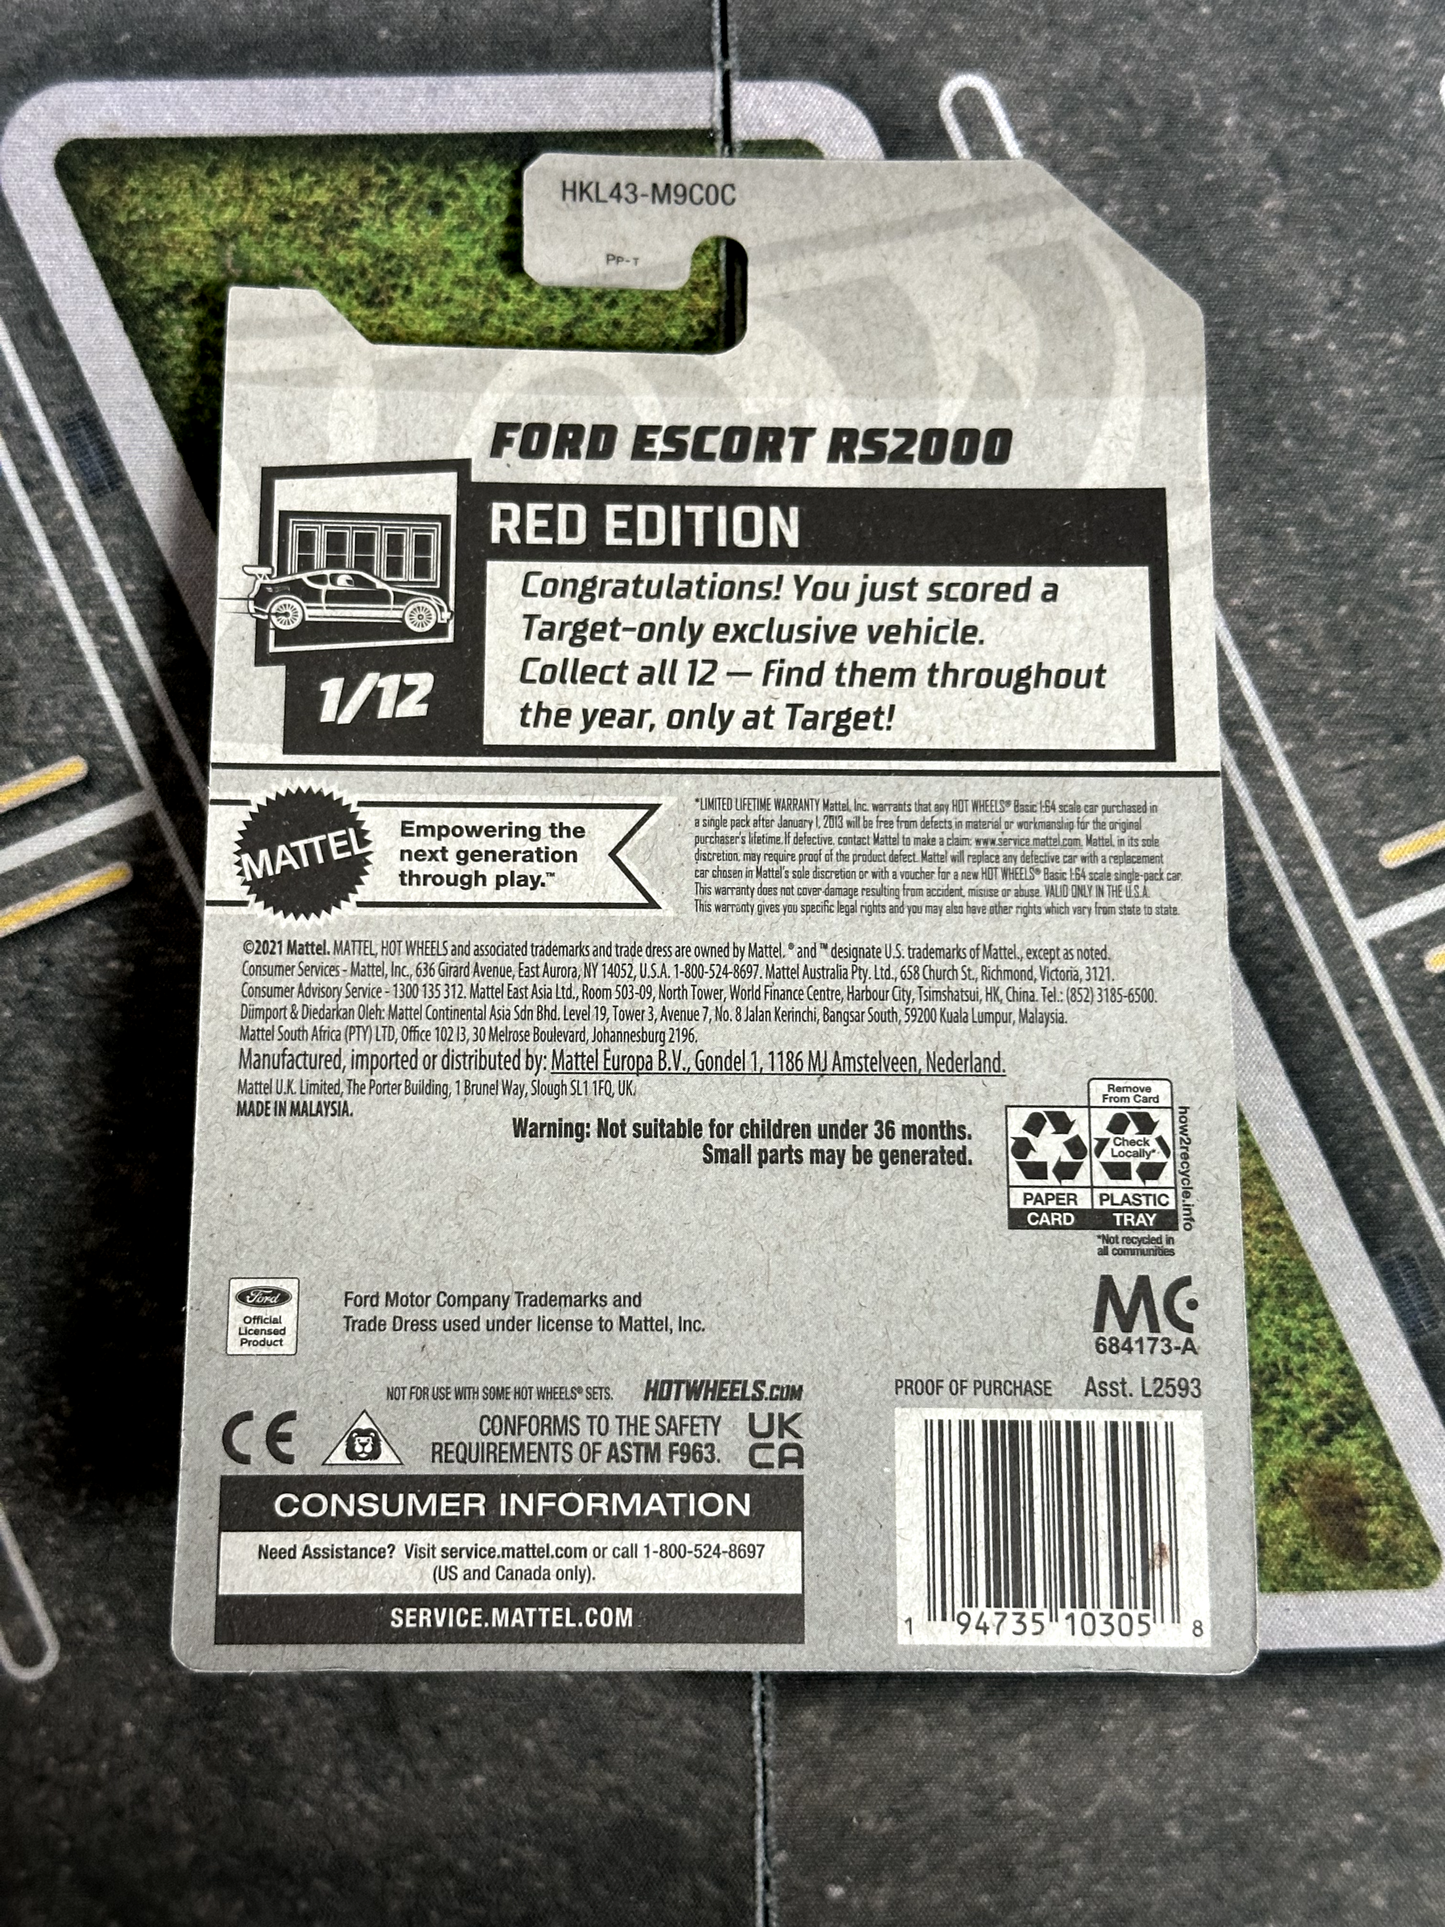 HKL43-M9C0C
PP-T
FORD ESCORT RS2000
RED EDITION
Congratulations! You just scored a
Target-only exclusive vehicle.
Collect all 12 — find them throughout
the year, only at Target!
1/12
MATTEL
Empowering the
next generation
through play.™
*LIMITED LIFETIME WARRANTY Mattel, Inc. warrants that any HOT WHEELS® Basic 1:64 scale car purchased in
a single pack after January 1, 2013 will be free from defects in material or workmanship for the original
purchaser's lifetime. If defective, contact Mattel to make a claim: www.service.mattel.com. Mattel, in its sole
discretion, may require proof of the product defect. Mattel will replace any defective car with a replacement
car chosen in Mattel's sole discretion or with a voucher for a new HOT WHEELS® Basic 1:64 scale single-pack car.
This warranty does not cover damage resulting from accident, misuse or abuse. VALID ONLY IN THE U.S.A.
This warranty gives you specific legal rights and you may also have other rights which vary from state to state.
©2021 Mattel. MATTEL, HOT WHEELS and associated trademarks and trade dress are owned by Mattel. ® and ™ designate U.S. trademarks of Mattel., except as noted.
Consumer Services - Mattel, Inc., 636 Girard Avenue, East Aurora, NY 14052, U.S.A. 1-800-524-8697. Mattel Australia Pty. Ltd., 658 Church St., Richmond, Victoria, 3121.
Consumer Advisory Service - 1300 135 312. Mattel East Asia Ltd., Room 503-09, North Tower, World Finance Centre, Harbour City, Tsimshatsui, HK, China. Tel.: (852) 3185-6500.
Diimport & Diedarkan Oleh: Mattel Continental Asia Sdn Bhd. Level 19, Tower 3, Avenue 7, No. 8 Jalan Kerinchi, Bangsar South, 59200 Kuala Lumpur, Malaysia.
Mattel South Africa (PTY) LTD, Office 102 I3, 30 Melrose Boulevard, Johannesburg 2196.
Manufactured, imported or distributed by: Mattel Europa B.V., Gondel 1, 1186 MJ Amstelveen, Nederland.
Mattel U.K. Limited, The Porter Building, 1 Brunel Way, Slough SL1 1FQ, UK.
MADE IN MALAYSIA.
Warning: Not suitable for children under 36 months.
Small parts may be generated.
Remove
From Card
Check
Locally*
PAPER
PLASTIC
CARD
TRAY
how2recycle.info
*Not recycled in
all communities
Ford
Official
Licensed
Product
Ford Motor Company Trademarks and
Trade Dress used under license to Mattel, Inc.
MC
684173-A
NOT FOR USE WITH SOME HOT WHEELS® SETS.
HOTWHEELS.COM
PROOF OF PURCHASE
Asst. L2593
CE
CONFORMS TO THE SAFETY
REQUIREMENTS OF ASTM F963.
UK
CA
CONSUMER INFORMATION
Need Assistance? Visit service.mattel.com or call 1-800-524-8697
(US and Canada only).
SERVICE.MATTEL.COM
1 94735 10305 8